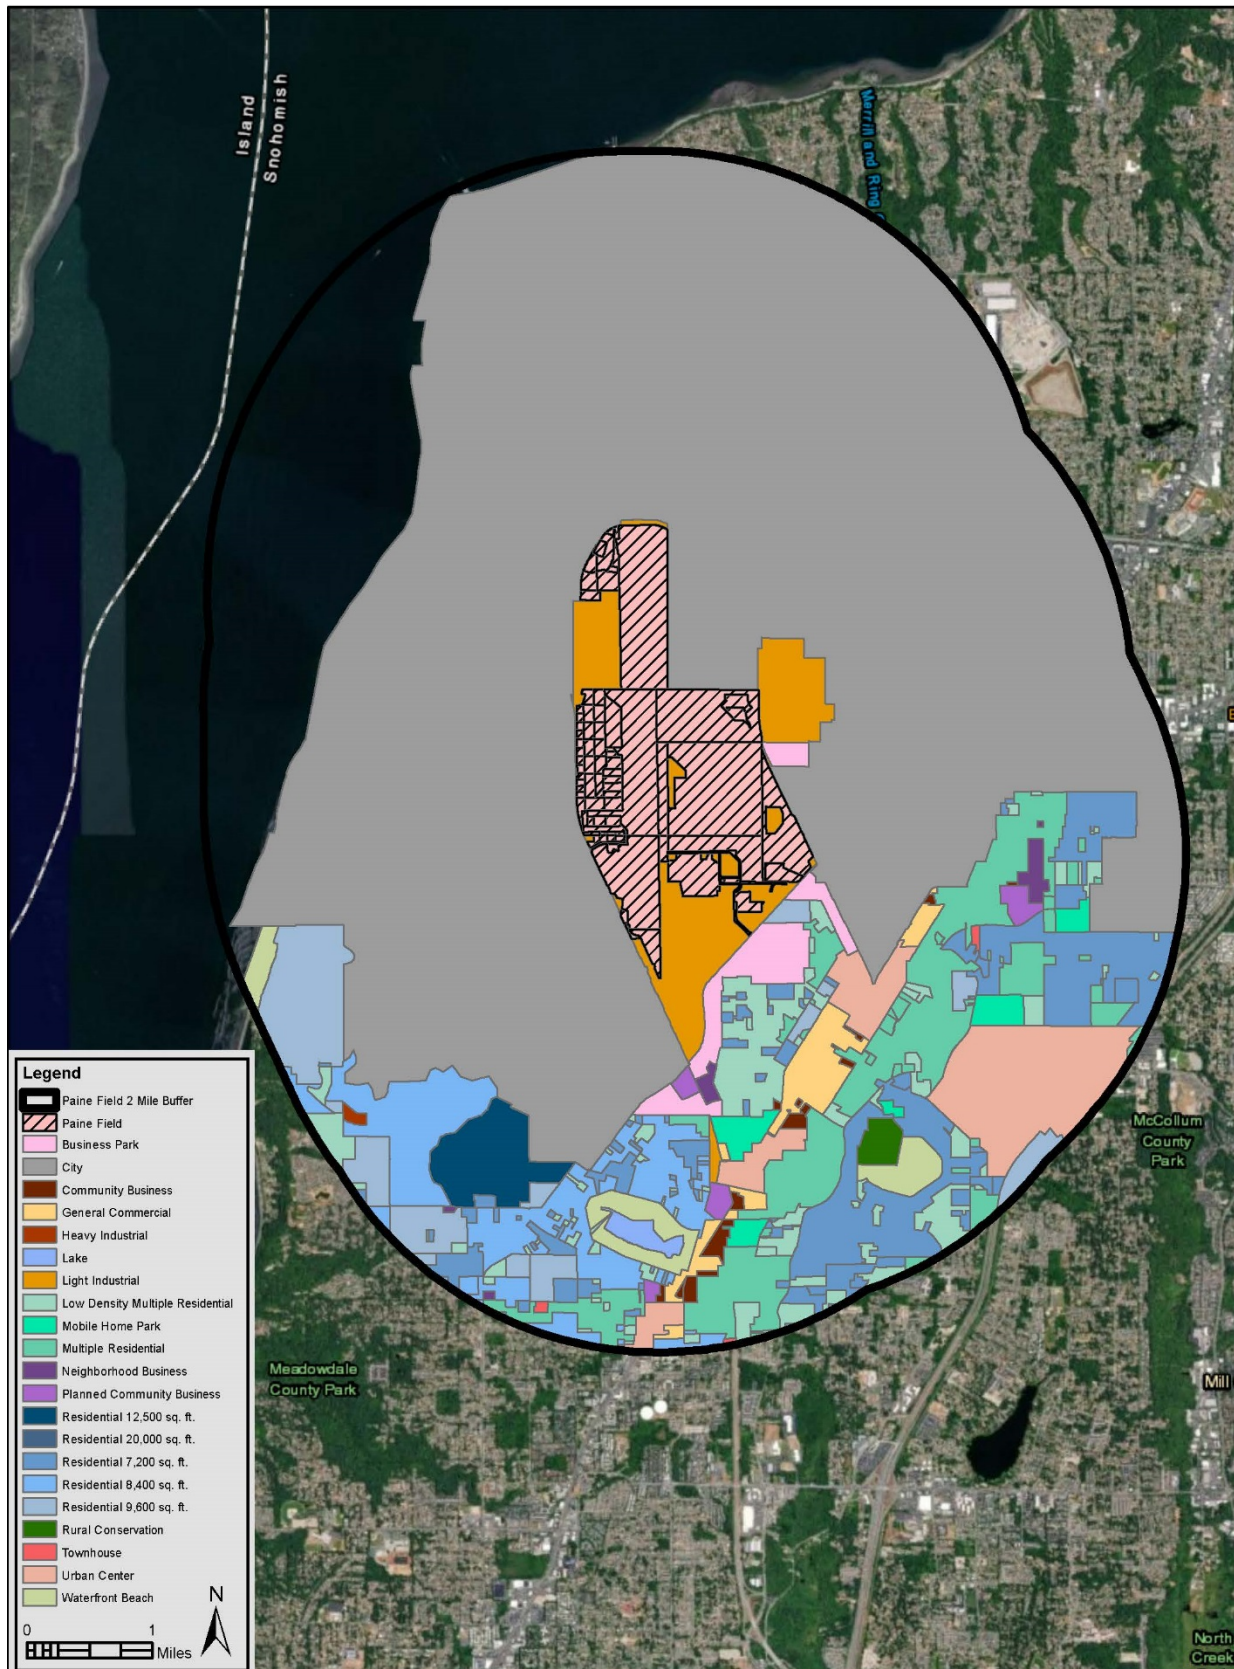 Island
Snohomish
Merrill and Ring
McCollum
County
Park
Meadowdale
County Park
Mill
North
Creek
Legend
Paine Field 2 Mile Buffer
Paine Field
Business Park
City
Community Business
General Commercial
Heavy Industrial
Lake
Light Industrial
Low Density Multiple Residential
Mobile Home Park
Multiple Residential
Neighborhood Business
Planned Community Business
Residential 12,500 sq. ft.
Residential 20,000 sq. ft.
Residential 7,200 sq. ft.
Residential 8,400 sq. ft.
Residential 9,600 sq. ft.
Rural Conservation
Townhouse
Urban Center
Waterfront Beach
N
0 1
Miles